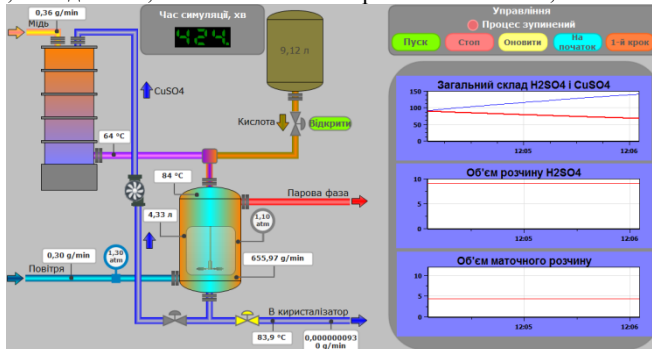 0,36 g/min
Мідь
Час симуляції, хв
424.
9,12 л
CuSO4
Кислота
Відкрити
64 °C
84 °C
Парова фаза
4,33 л
1,10
atm
0,30 g/min
1,30
atm
Повітря
655,97 g/min
В киристалізатор
83,9 °C
0,000000093
0 g/min
Управління
Процес зупинений
Пуск
Стоп
Оновити
На
початок
1-й крок
Загальний склад H2SO4 і CuSO4
150
100
50
0
12:05
12:06
Об'єм розчину H2SO4
10
5
0
12:05
12:06
Об'єм маточного розчину
10
5
0
12:05
12:06